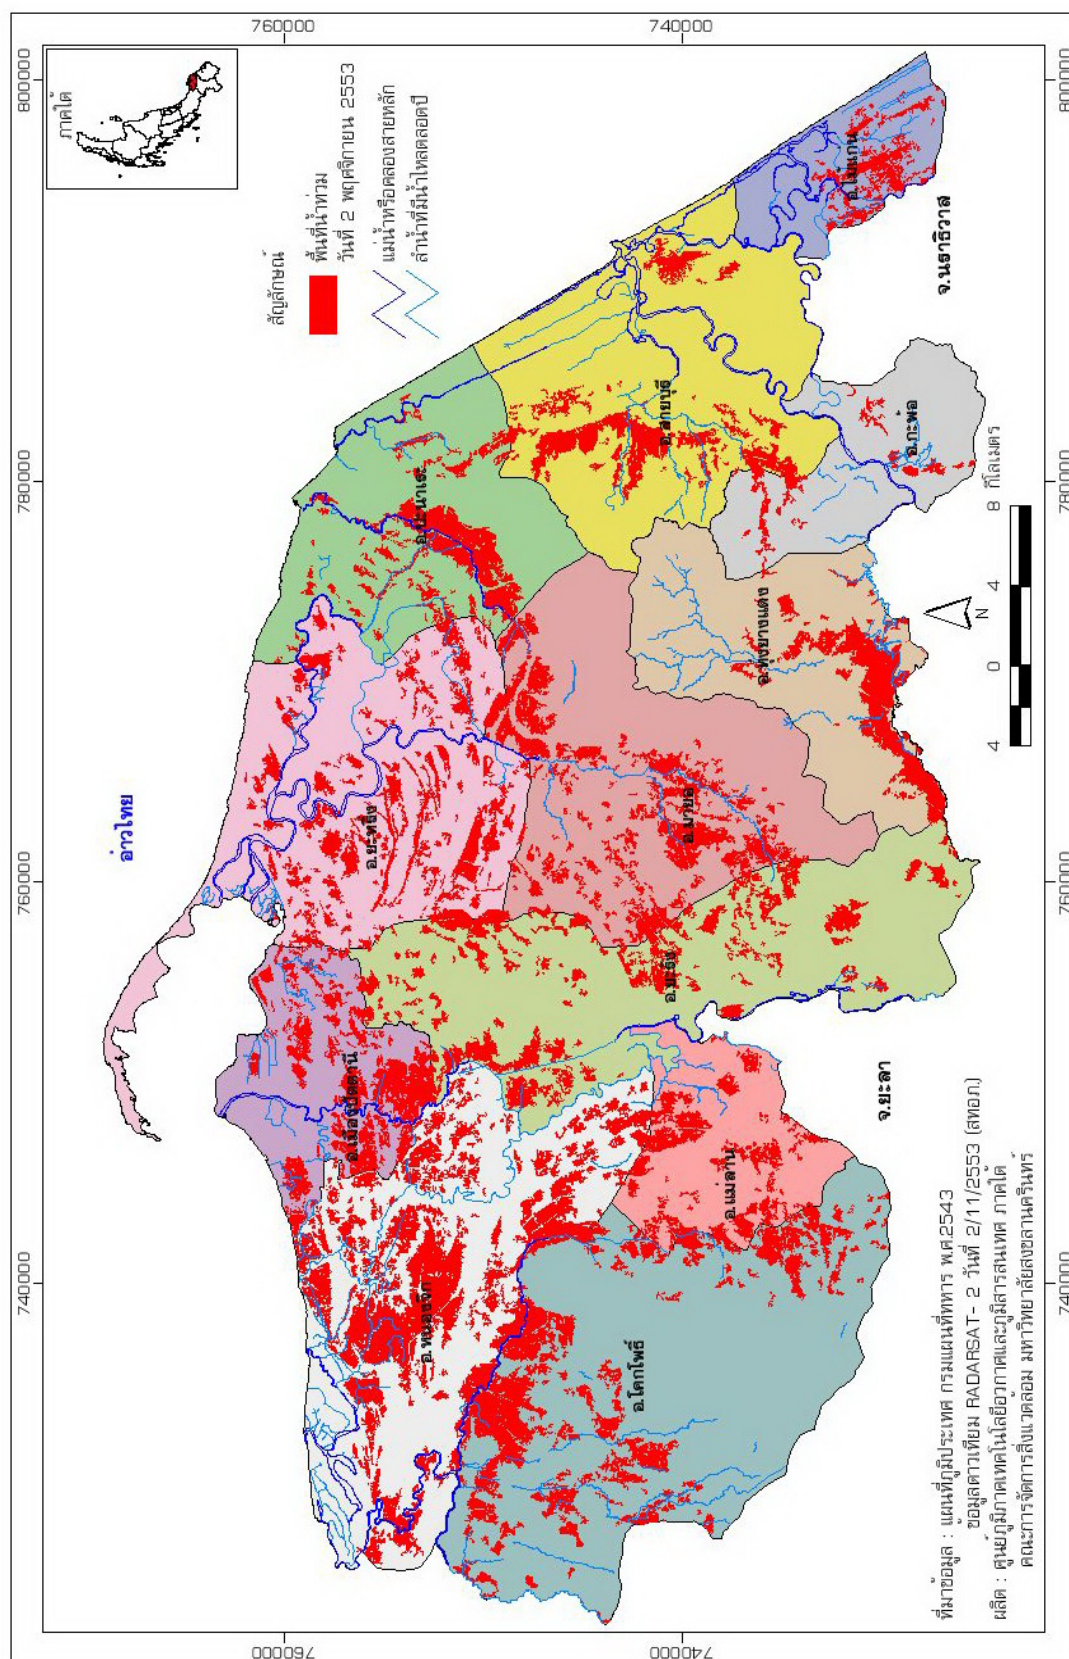 760000
740000
800000
780000
760000
740000
ภาคใต้
สัญลักษณ์
พื้นที่น้ำท่วม
วันที่ 2 พฤศจิกายน 2553
แม่น้ำหรือคลองสายหลัก
ลำน้ำที่มีน้ำไหลตลอดปี
อ่าวไทย
อ.เมืองปัตตานี
อ.หนองจิก
อ.โคกโพธิ์
อ.แม่ลาน
อ.ยะรัง
อ.ยะหริ่ง
อ.มายอ
อ.ปะนาเระ
อ.ทุ่งยางแดง
อ.สายบุรี
อ.กะพ้อ
อ.ไม้แก่น
จ.ยะลา
จ.นราธิวาส
N
4 0 4 8 กิโลเมตร
ที่มาข้อมูล : แผนที่ภูมิประเทศ กรมแผนที่ทหาร พ.ศ.2543
ข้อมูลดาวเทียม RADARSAT- 2 วันที่ 2/11/2553 (สทอภ.)
ผลิต : ศูนย์ภูมิภาคเทคโนโลยีอวกาศและภูมิสารสนเทศ ภาคใต้
คณะการจัดการสิ่งแวดล้อม มหาวิทยาลัยสงขลานครินทร์
740000
760000
780000
800000
760000
740000